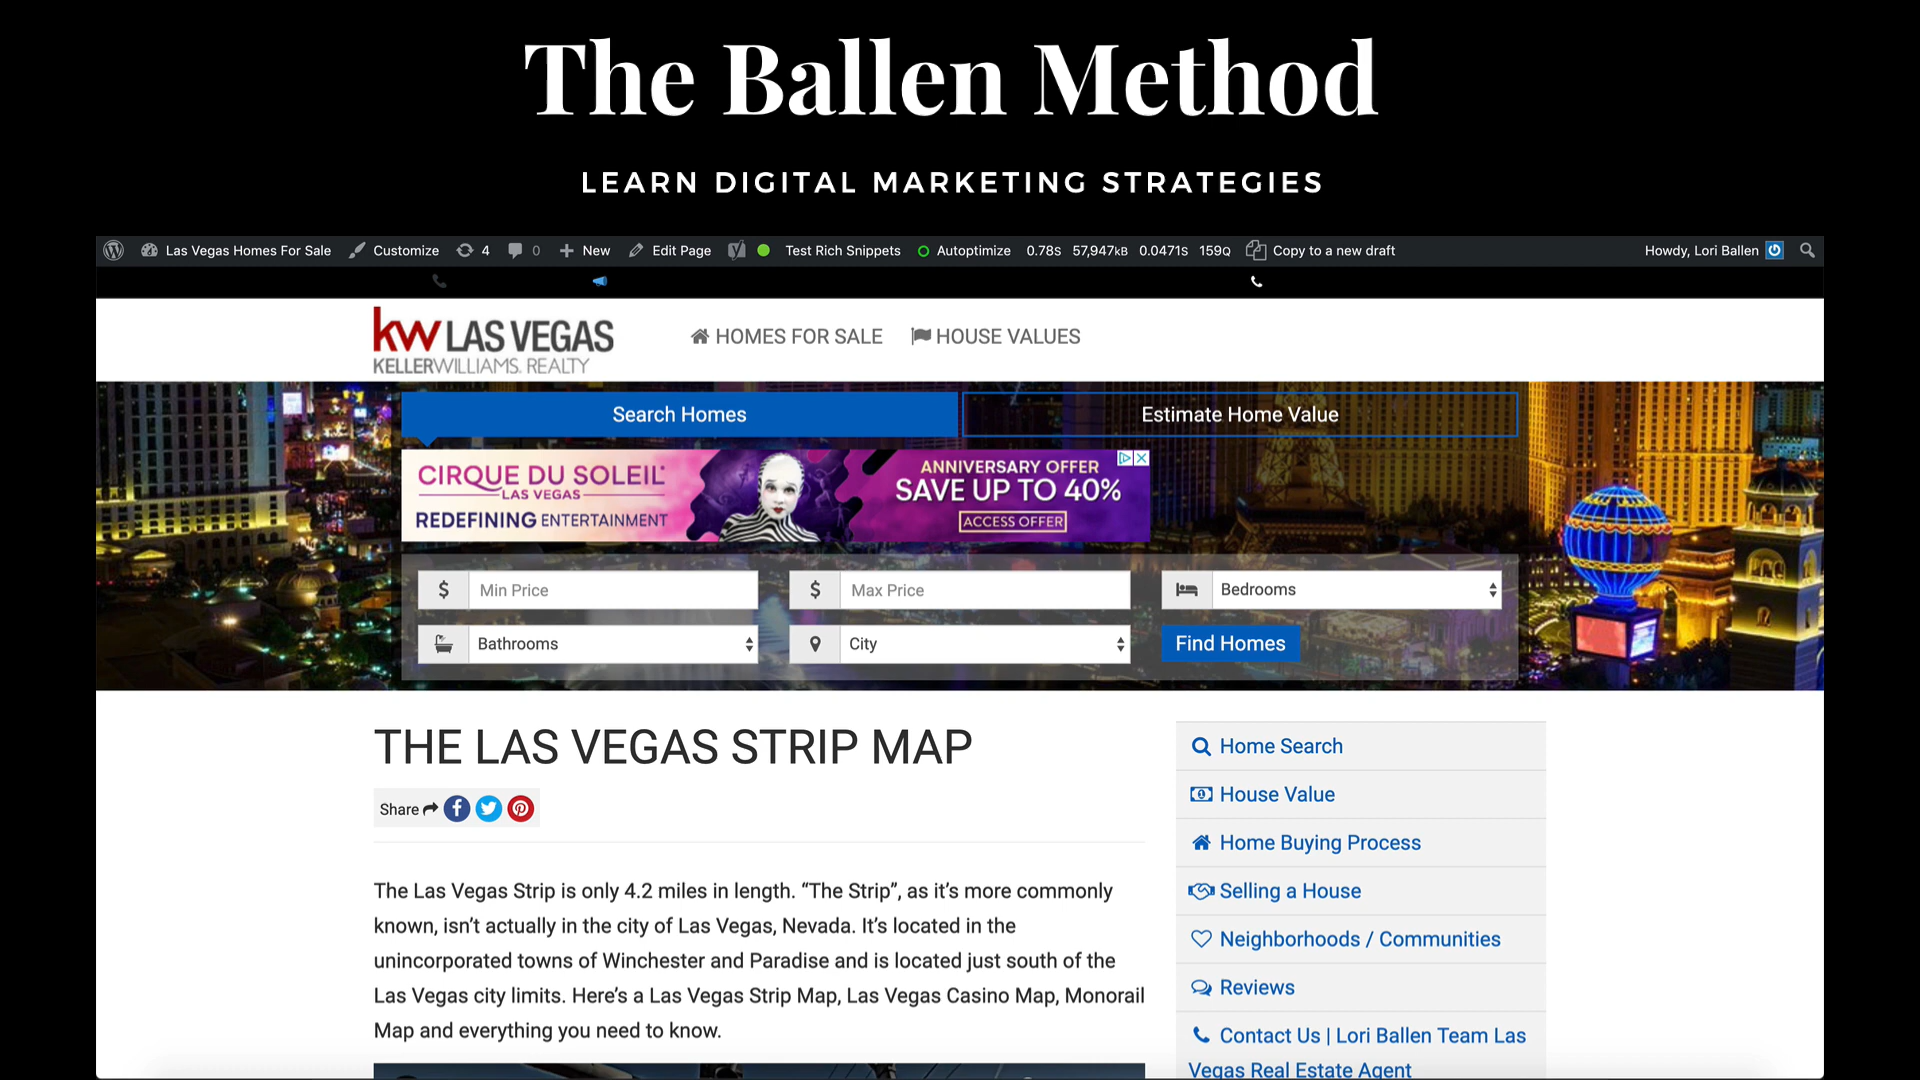 The Ballen Method
LEARN DIGITAL MARKETING STRATEGIES
Las Vegas Homes For Sale Customize 4 0 New Edit Page Test Rich Snippets Autoptimize 0.78S 57,947KB 0.0471S 159Q Copy to a new draft Howdy, Lori Ballen
kw LAS VEGAS
KELLERWILLIAMS. REALTY
HOMES FOR SALE HOUSE VALUES
Search Homes Estimate Home Value
CIRQUE DU SOLEIL
LAS VEGAS
REDEFINING ENTERTAINMENT
ANNIVERSARY OFFER
SAVE UP TO 40%
ACCESS OFFER
$ Min Price $ Max Price Bedrooms
Bathrooms City Find Homes
THE LAS VEGAS STRIP MAP
Share
The Las Vegas Strip is only 4.2 miles in length. “The Strip”, as it’s more commonly
known, isn’t actually in the city of Las Vegas, Nevada. It’s located in the
unincorporated towns of Winchester and Paradise and is located just south of the
Las Vegas city limits. Here’s a Las Vegas Strip Map, Las Vegas Casino Map, Monorail
Map and everything you need to know.
Home Search
House Value
Home Buying Process
Selling a House
Neighborhoods / Communities
Reviews
Contact Us | Lori Ballen Team Las
Vegas Real Estate Agent